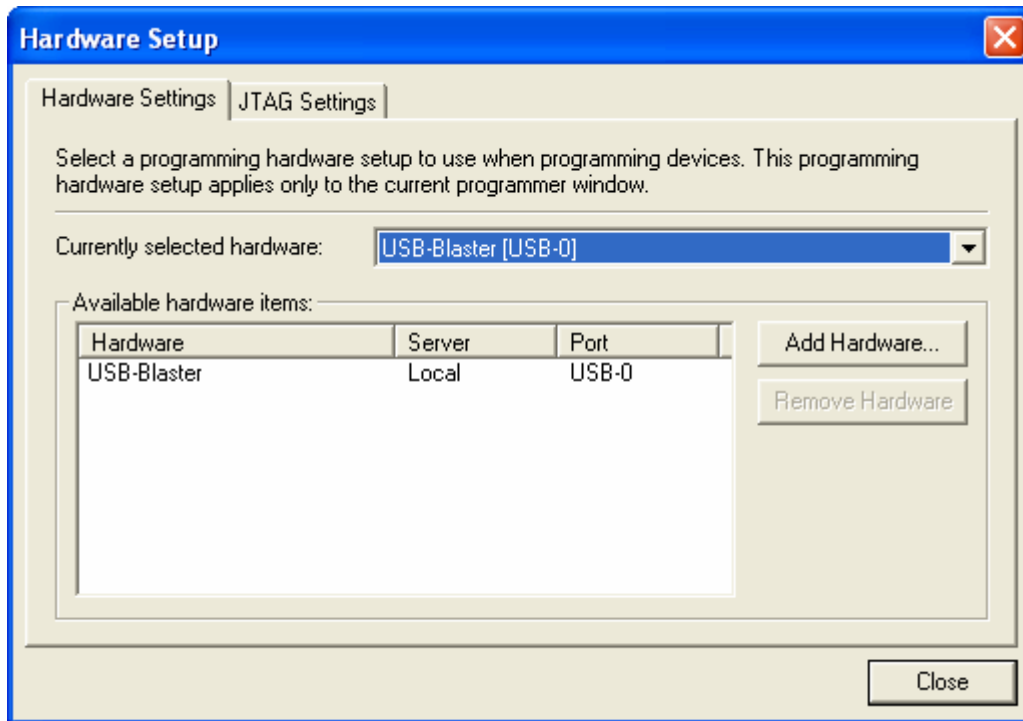 Hardware Setup
Hardware Settings JTAG Settings
Select a programming hardware setup to use when programming devices. This programming
hardware setup applies only to the current programmer window.
Currently selected hardware: USB-Blaster [USB-0]
Available hardware items:
Hardware Server Port
USB-Blaster Local USB-0
Add Hardware...
Remove Hardware
Close